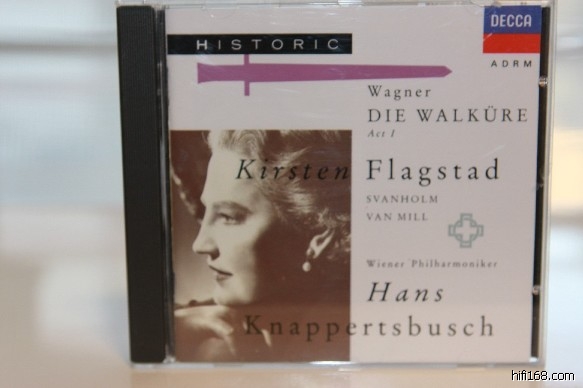 DECCA
HISTORIC
ADRM
Wagner
DIE WALKÜRE
Act I
Kirsten Flagstad
SVANHOLM
VAN MILL
Wiener Philharmoniker
Hans
Knappertsbusch
hifi168.com